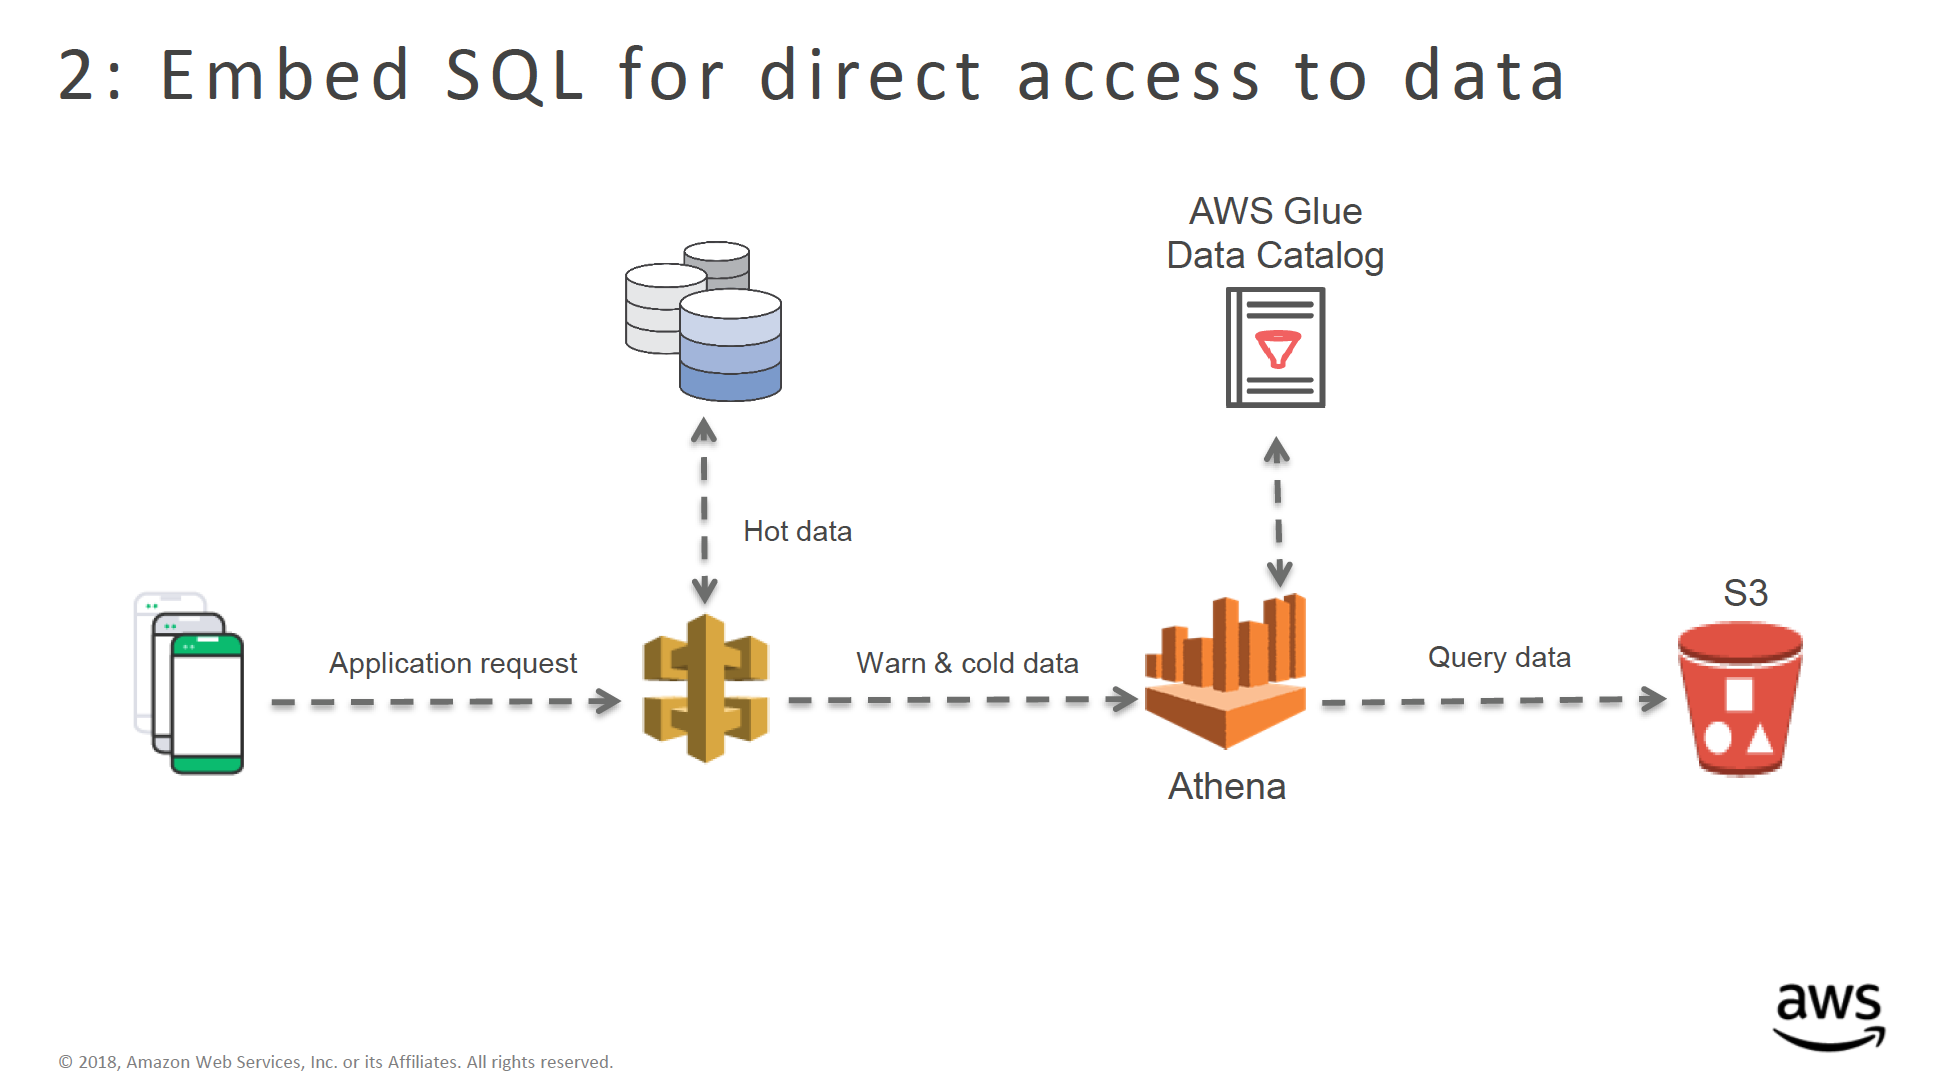 2: Embed SQL for direct access to data
AWS Glue
Data Catalog
Hot data
Application request
Warn & cold data
Query data
S3
Athena
aws
© 2018, Amazon Web Services, Inc. or its Affiliates. All rights reserved.